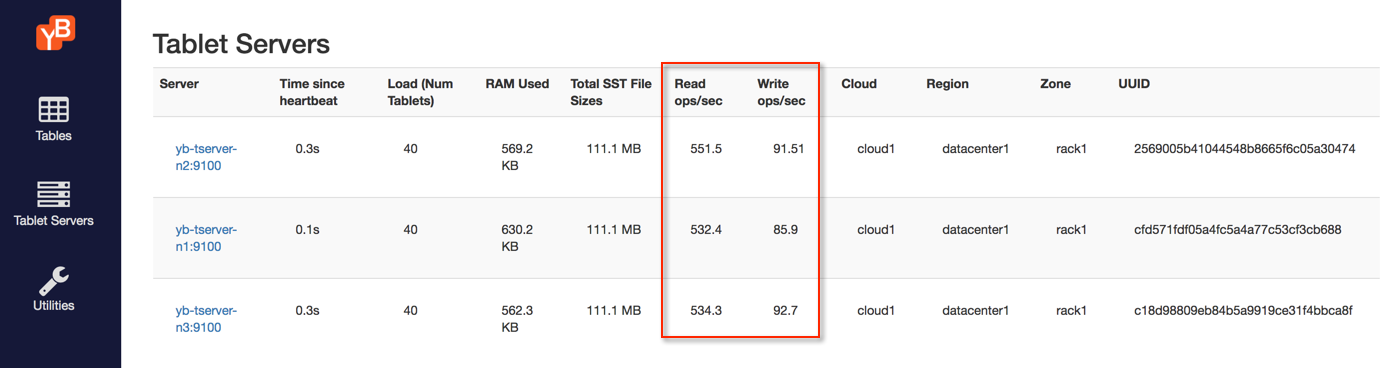 YB
Tables
Tablet Servers
Utilities
Tablet Servers
Server Time since heartbeat Load (Num Tablets) RAM Used Total SST File Sizes Read ops/sec Write ops/sec Cloud Region Zone UUID
yb-tserver-n2:9100 0.3s 40 569.2 KB 111.1 MB 551.5 91.51 cloud1 datacenter1 rack1 2569005b41044548b8665f6c05a30474
yb-tserver-n1:9100 0.1s 40 630.2 KB 111.1 MB 532.4 85.9 cloud1 datacenter1 rack1 cfd571fdf05a4fc5a4a77c53cf3cb688
yb-tserver-n3:9100 0.3s 40 562.3 KB 111.1 MB 534.3 92.7 cloud1 datacenter1 rack1 c18d98809eb84b5a9919ce31f4bbca8f